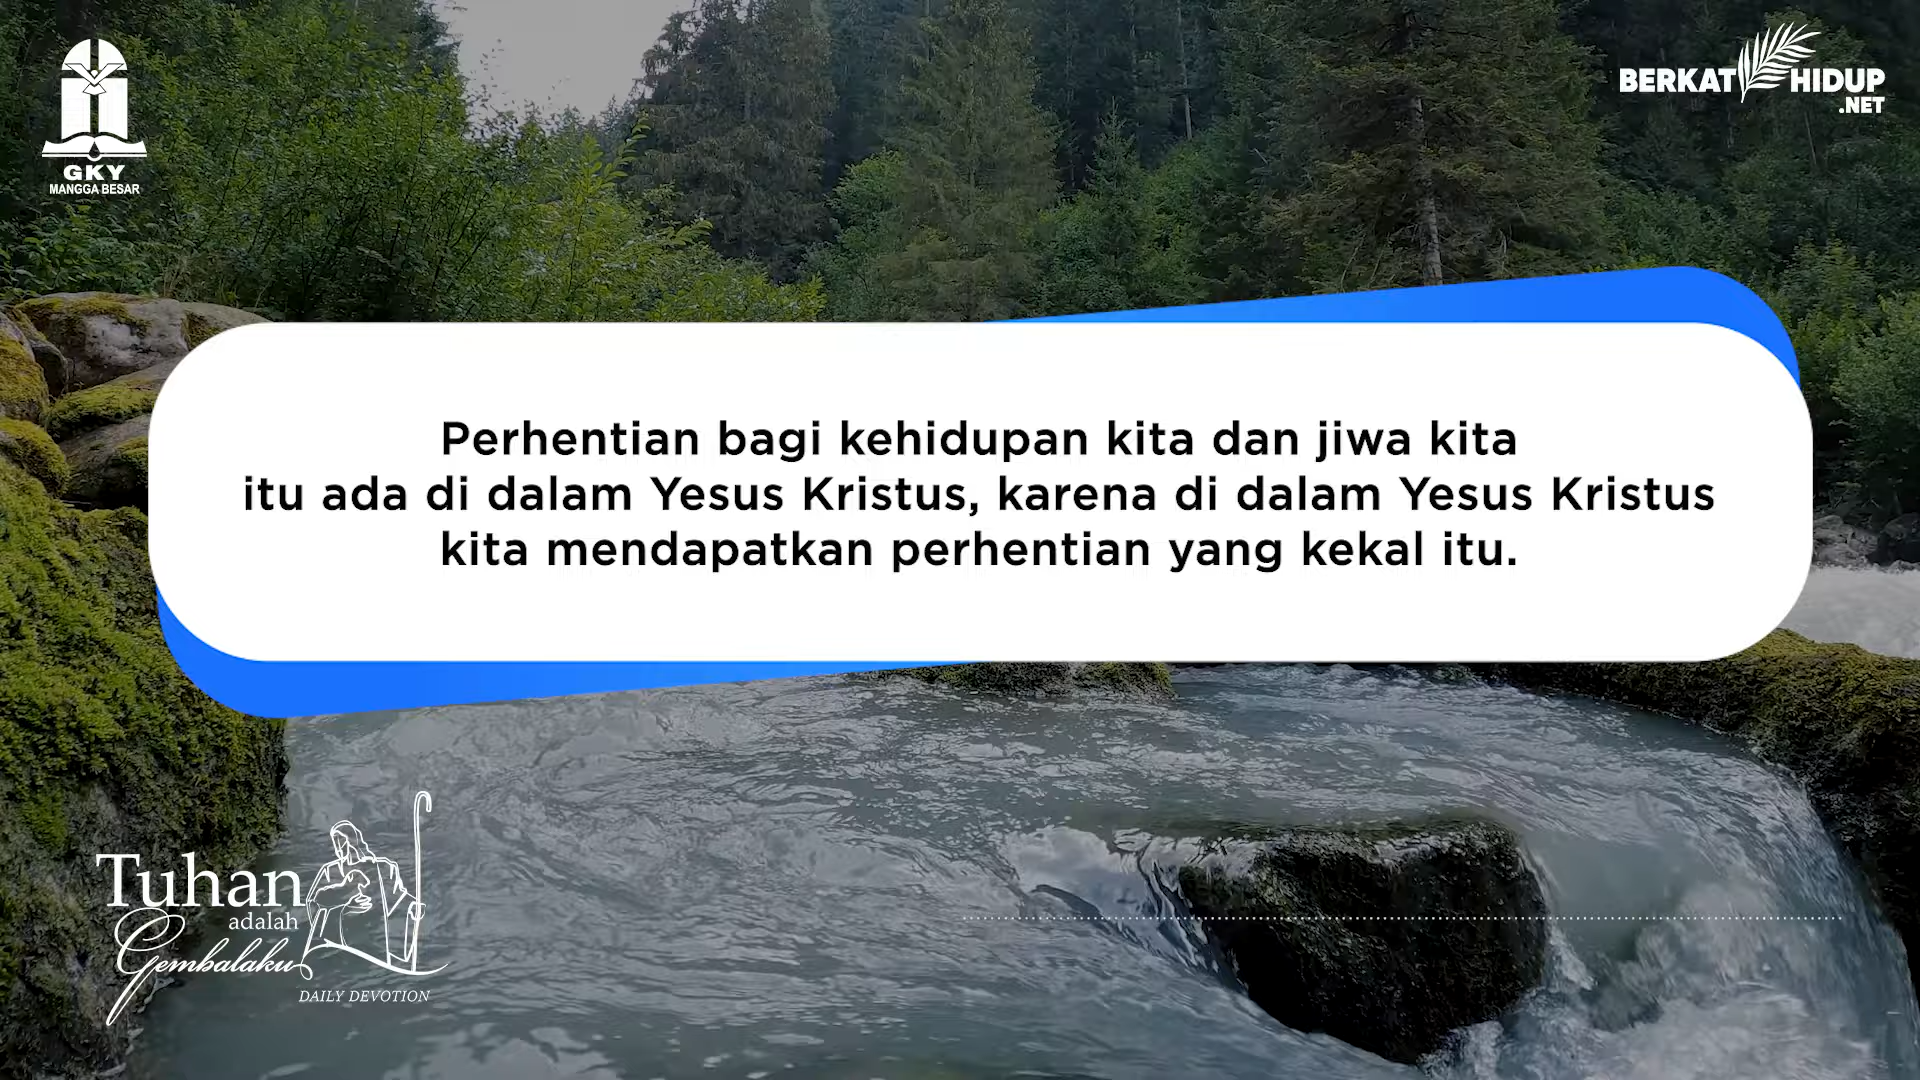 GKY
MANGGA BESAR
BERKAT HIDUP
.NET
Perhentian bagi kehidupan kita dan jiwa kita
itu ada di dalam Yesus Kristus, karena di dalam Yesus Kristus
kita mendapatkan perhentian yang kekal itu.
Tuhan
adalah
Gembalaku
DAILY DEVOTION